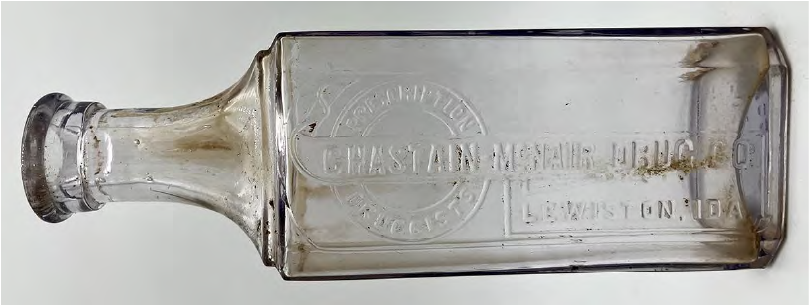 PRESCRIPTION
CHASTAIN MCNAIR DRUG CO
DRUGGISTS
LEWISTON, IDA